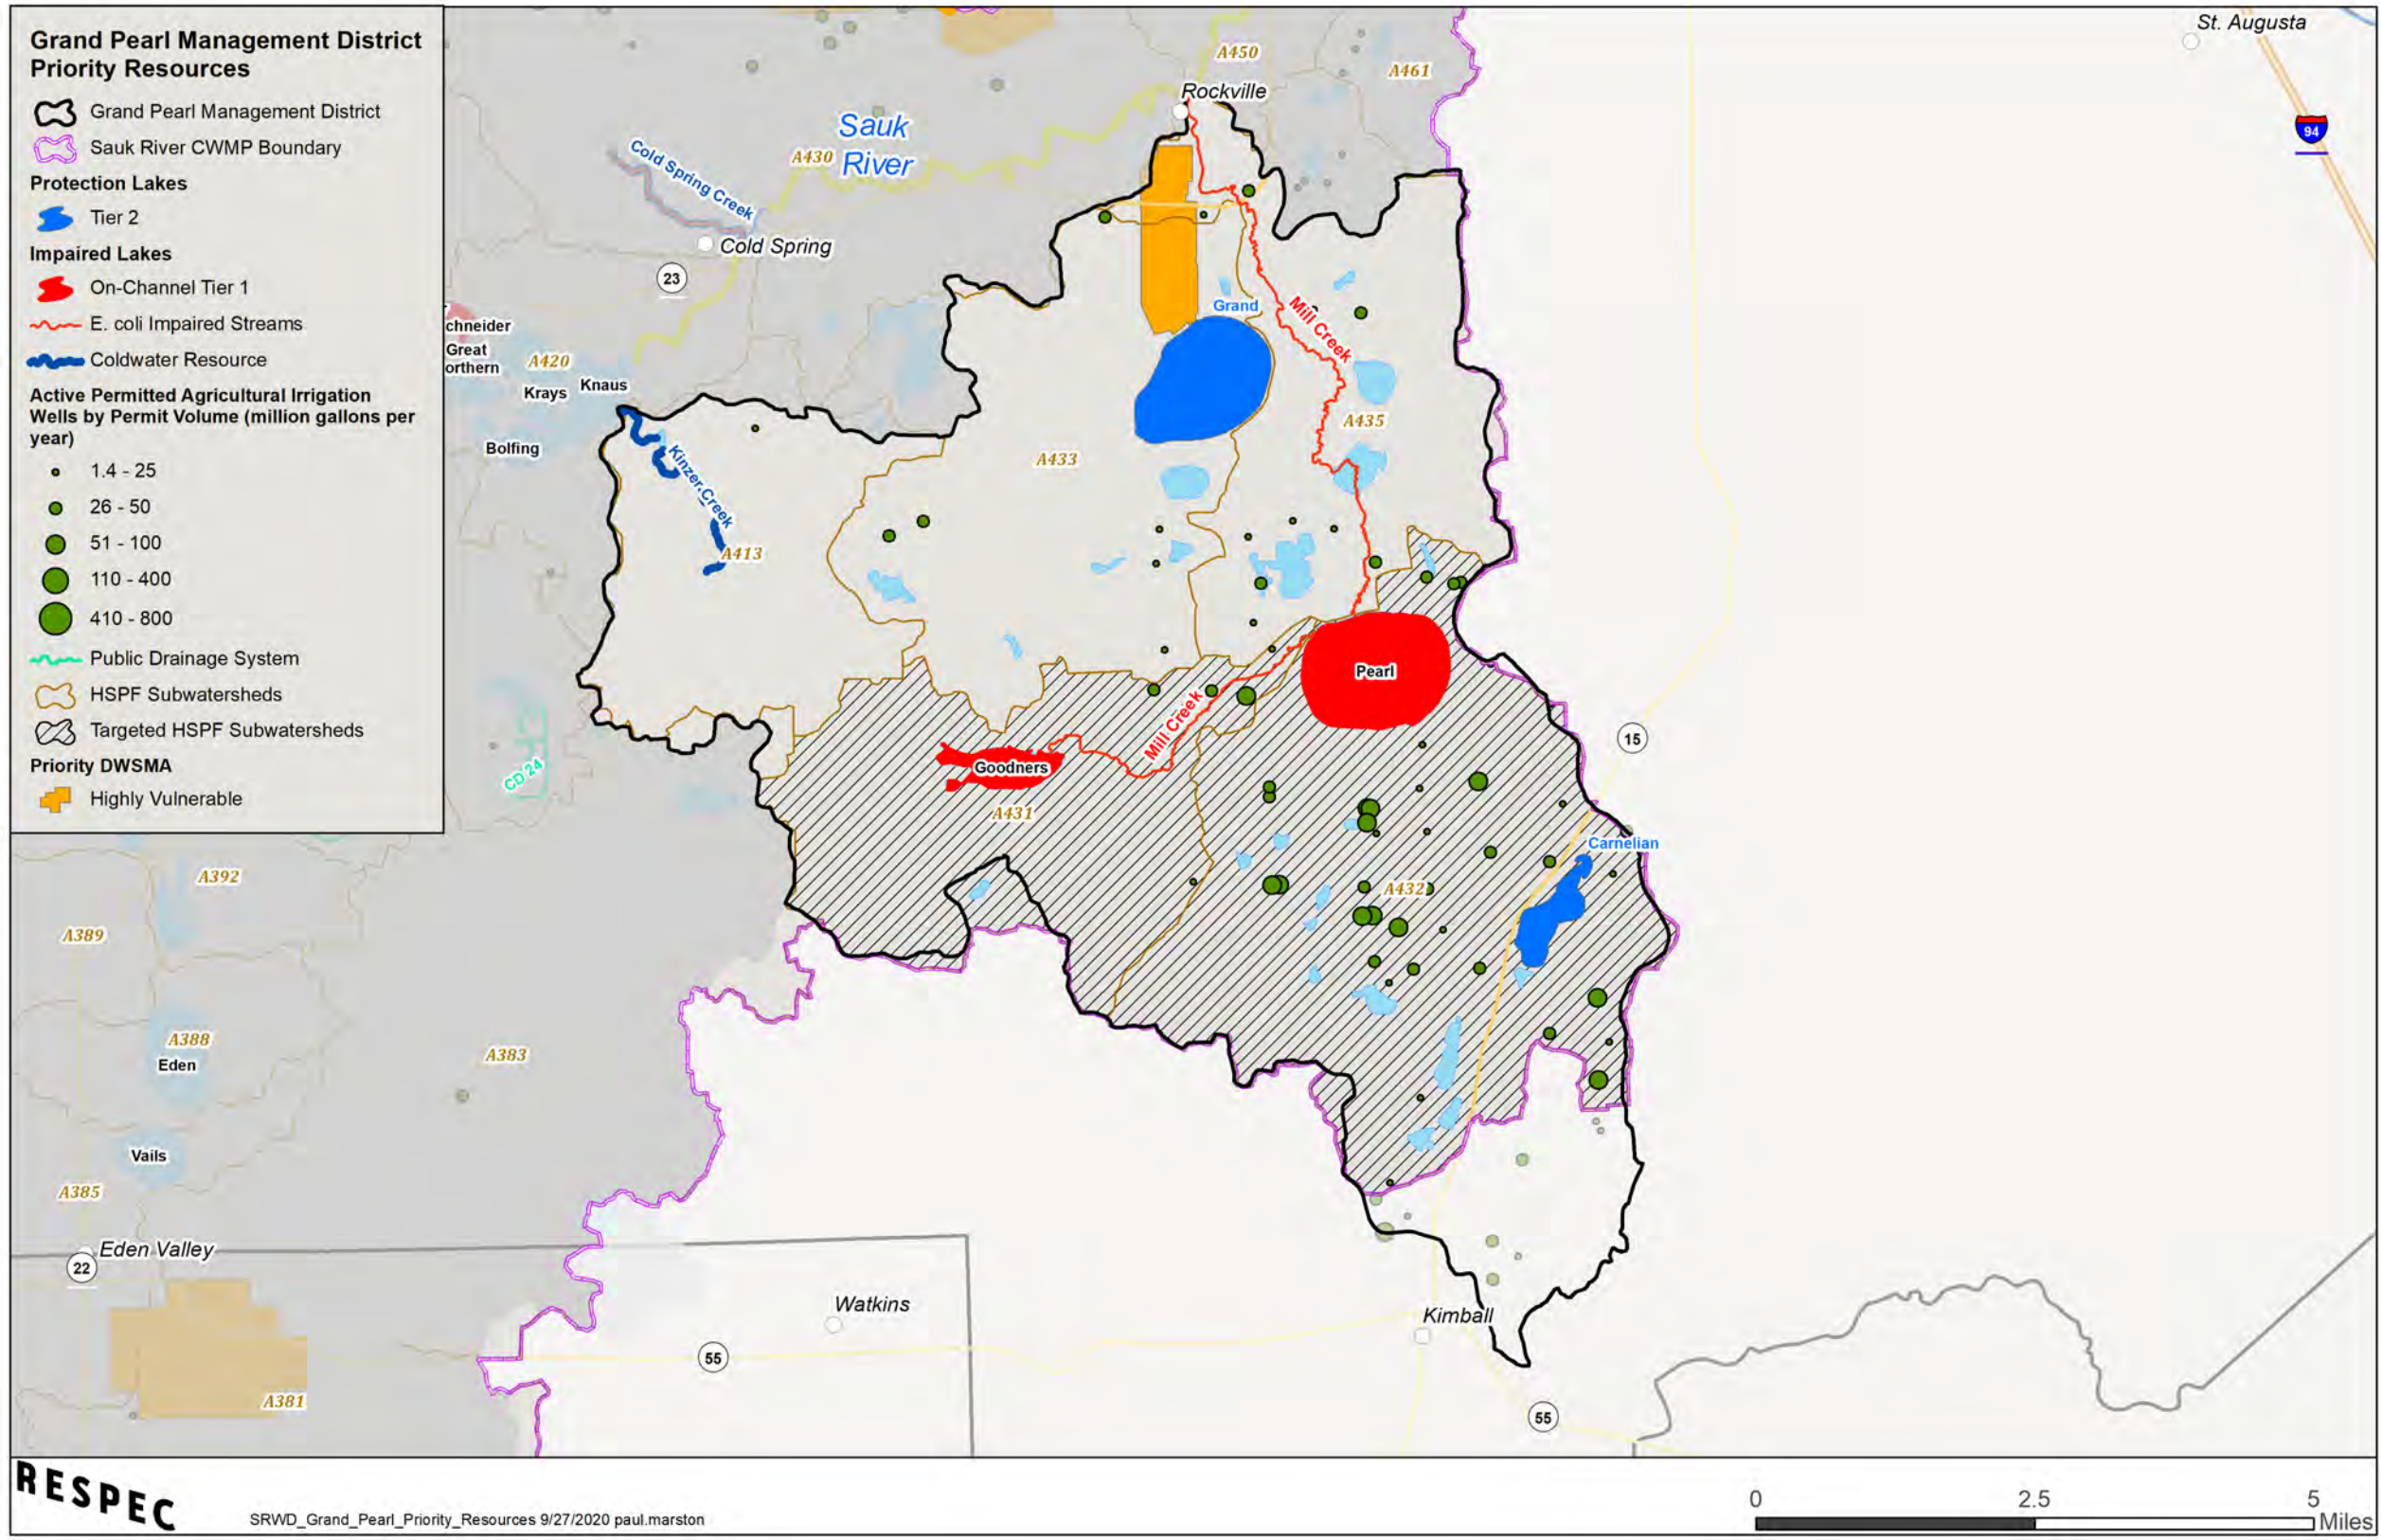 Grand Pearl Management District
Priority Resources
Grand Pearl Management District
Sauk River CWMP Boundary
Protection Lakes
Tier 2
Impaired Lakes
On-Channel Tier 1
E. coli Impaired Streams
Coldwater Resource
Active Permitted Agricultural Irrigation
Wells by Permit Volume (million gallons per
year)
1.4 - 25
26 - 50
51 - 100
110 - 400
410 - 800
Public Drainage System
HSPF Subwatersheds
Targeted HSPF Subwatersheds
Priority DWSMA
Highly Vulnerable
St. Augusta
A450
A461
Rockville
94
Sauk
River
A430
Cold Spring Creek
Cold Spring
23
Grand
Mill Creek
chneider
Great
orthern
A420
Krays
Knaus
Bolfing
A435
A433
Kinzer Creek
A413
Pearl
Mill Creek
15
Goodners
CD 24
A431
Carnelian
A392
A432
A389
A388
Eden
A383
Vails
A385
Eden Valley
22
Watkins
Kimball
55
A381
55
RESPEC
SRWD_Grand_Pearl_Priority_Resources 9/27/2020 paul.marston
0
2.5
5
Miles